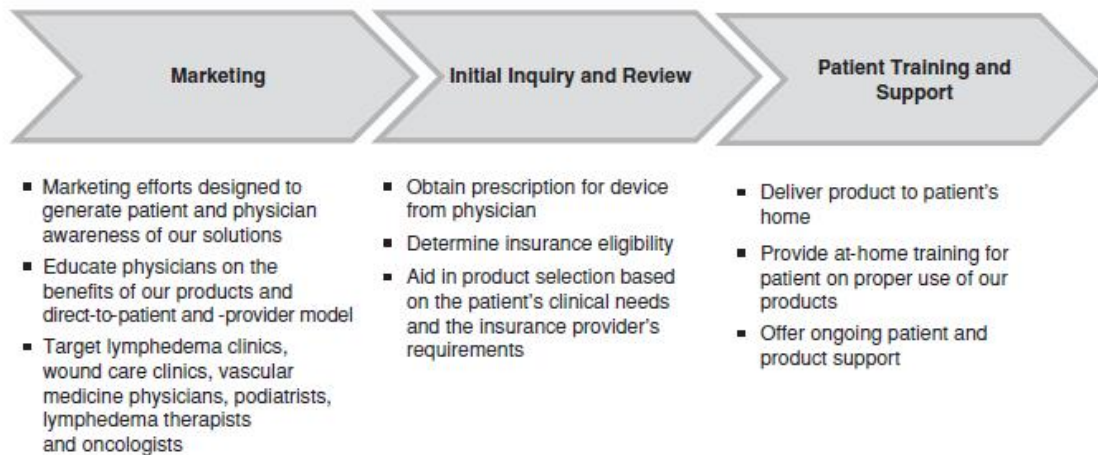 Marketing
Initial Inquiry and Review
Patient Training and
Support
▪ Marketing efforts designed to
generate patient and physician
awareness of our solutions
▪ Educate physicians on the
benefits of our products and
direct-to-patient and -provider model
▪ Target lymphedema clinics,
wound care clinics, vascular
medicine physicians, podiatrists,
lymphedema therapists
and oncologists
▪ Obtain prescription for device
from physician
▪ Determine insurance eligibility
▪ Aid in product selection based
on the patient's clinical needs
and the insurance provider's
requirements
▪ Deliver product to patient's
home
▪ Provide at-home training for
patient on proper use of our
products
▪ Offer ongoing patient and
product support